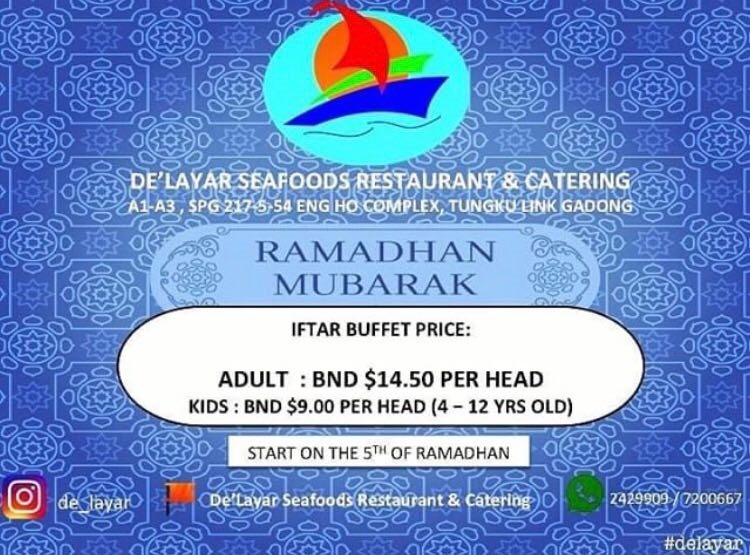 DE'LAYAR SEAFOODS RESTAURANT & CATERING
A1-A3 , SPG 217-5-54 ENG HO COMPLEX, TUNGKU LINK GADONG
RAMADHAN
MUBARAK
IFTAR BUFFET PRICE:
ADULT : BND $14.50 PER HEAD
KIDS : BND $9.00 PER HEAD (4 – 12 YRS OLD)
START ON THE 5TH OF RAMADHAN
de_layar
De'Layar Seafoods Restaurant & Catering
2429909 / 7200667
#delayar